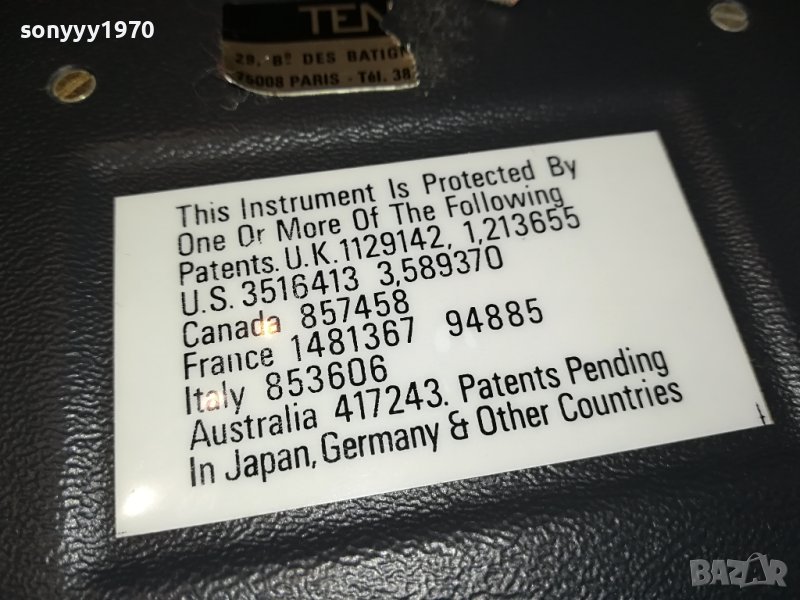 sonyyy1970
29, Bd DES
75008 PARIS - Tél. 38
This Instrument Is Protected By
One Or More Of The Following
Patents. U.K. 1129142, 1,213655
U.S. 3516413 3,589370
Canada 857458
France 1481367 94885
Italy 853606
Australia 417243. Patents Pending
In Japan, Germany & Other Countries
BAZAR